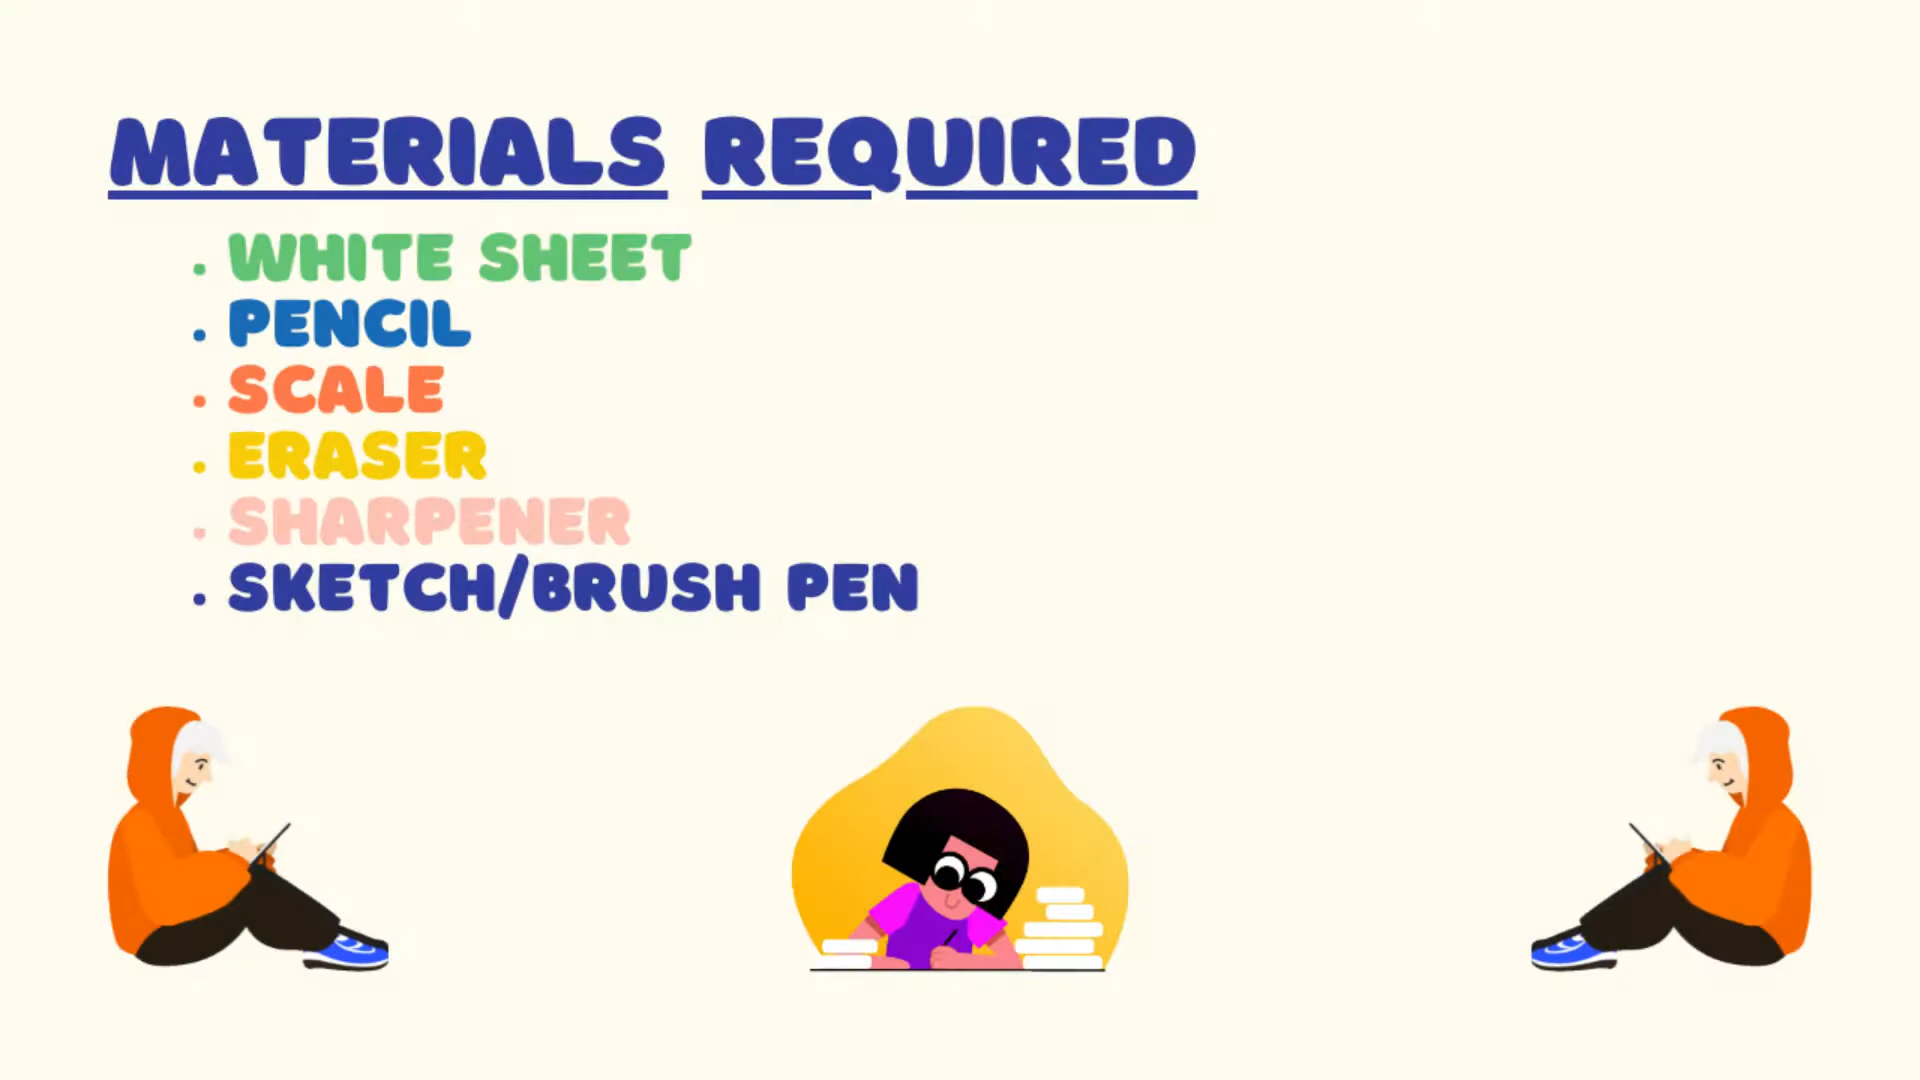 MATERIALS REQUIRED
• WHITE SHEET
• PENCIL
• SCALE
• ERASER
• SHARPENER
• SKETCH/BRUSH PEN